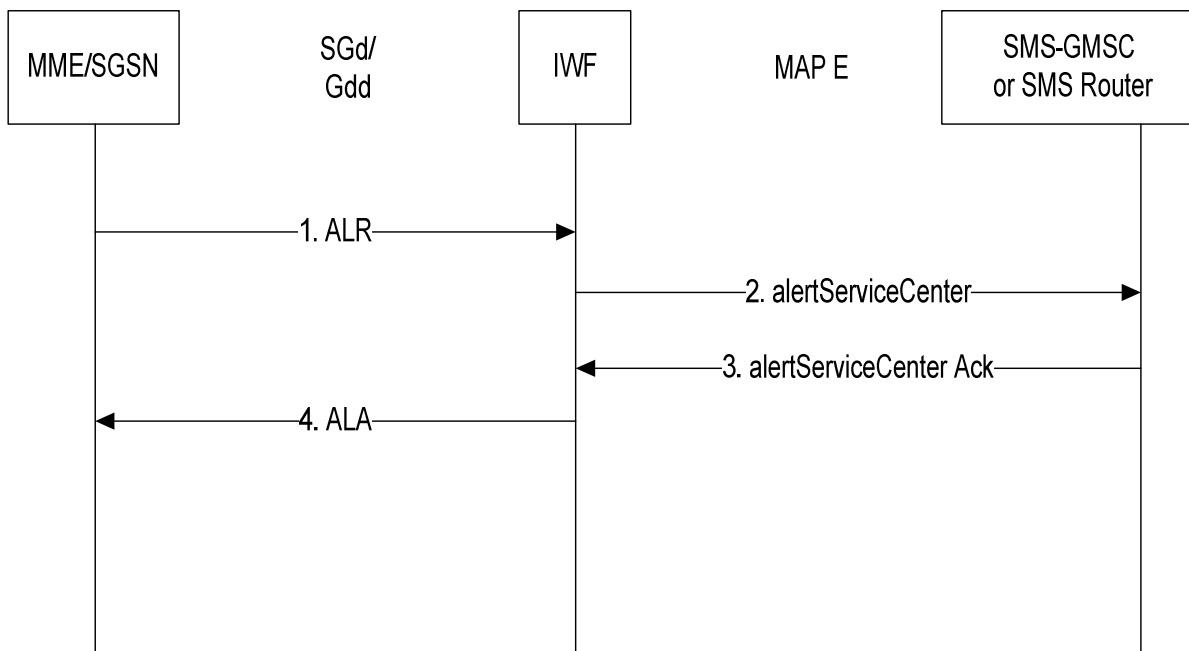 MME/SGSN
SGd/
Gdd
IWF
MAP E
SMS-GMSC
or SMS Router
1. ALR
2. alertServiceCenter
3. alertServiceCenter Ack
4. ALA